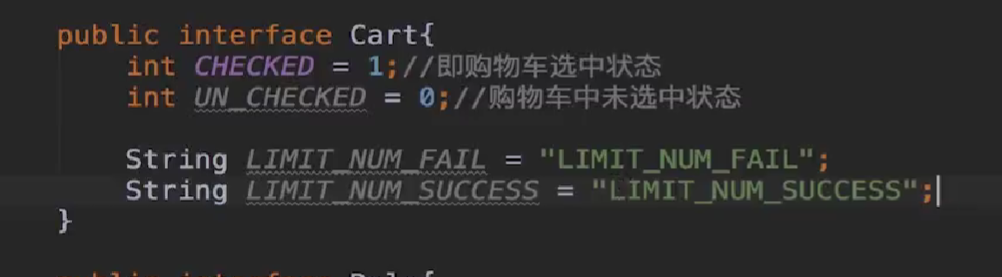 public interface Cart{
int CHECKED = 1;//即购物车选中状态
int UN_CHECKED = 0;//购物车中未选中状态
String LIMIT_NUM_FAIL = "LIMIT_NUM_FAIL";
String LIMIT_NUM_SUCCESS = "LIMIT_NUM_SUCCESS";
}